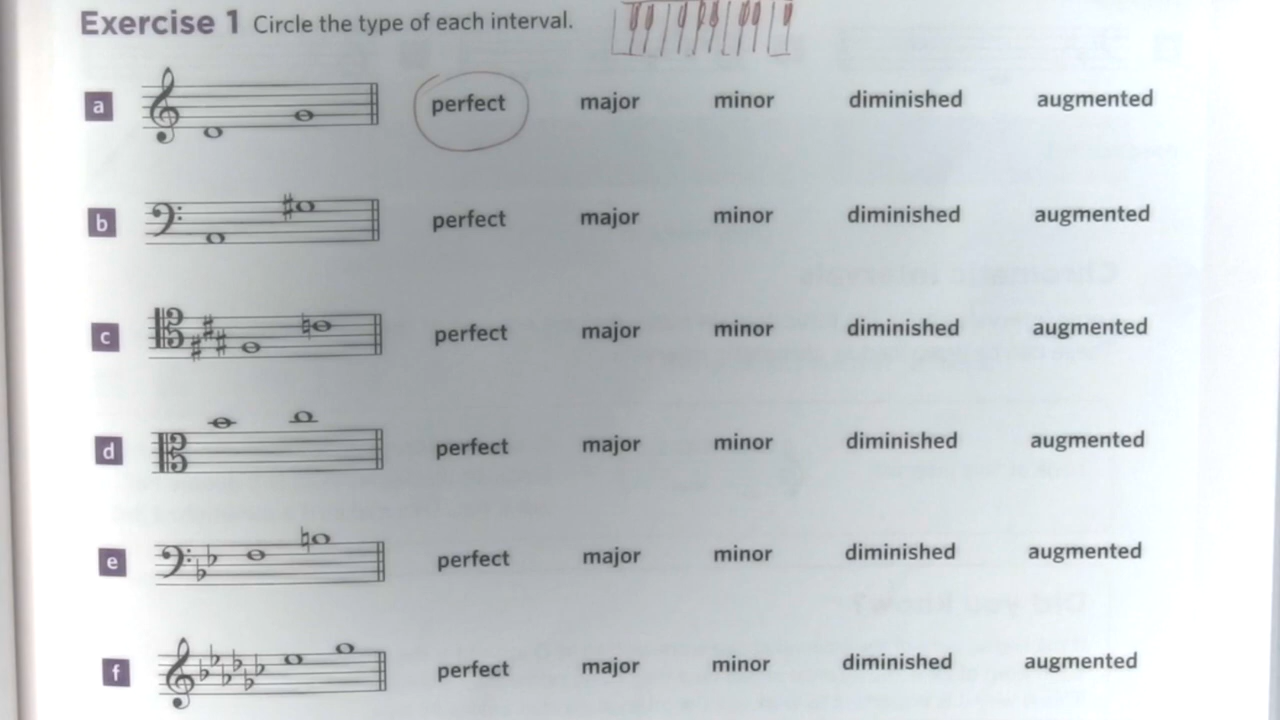 Exercise 1 Circle the type of each interval.
a perfect major minor diminished augmented
b perfect major minor diminished augmented
c perfect major minor diminished augmented
d perfect major minor diminished augmented
e perfect major minor diminished augmented
f perfect major minor diminished augmented